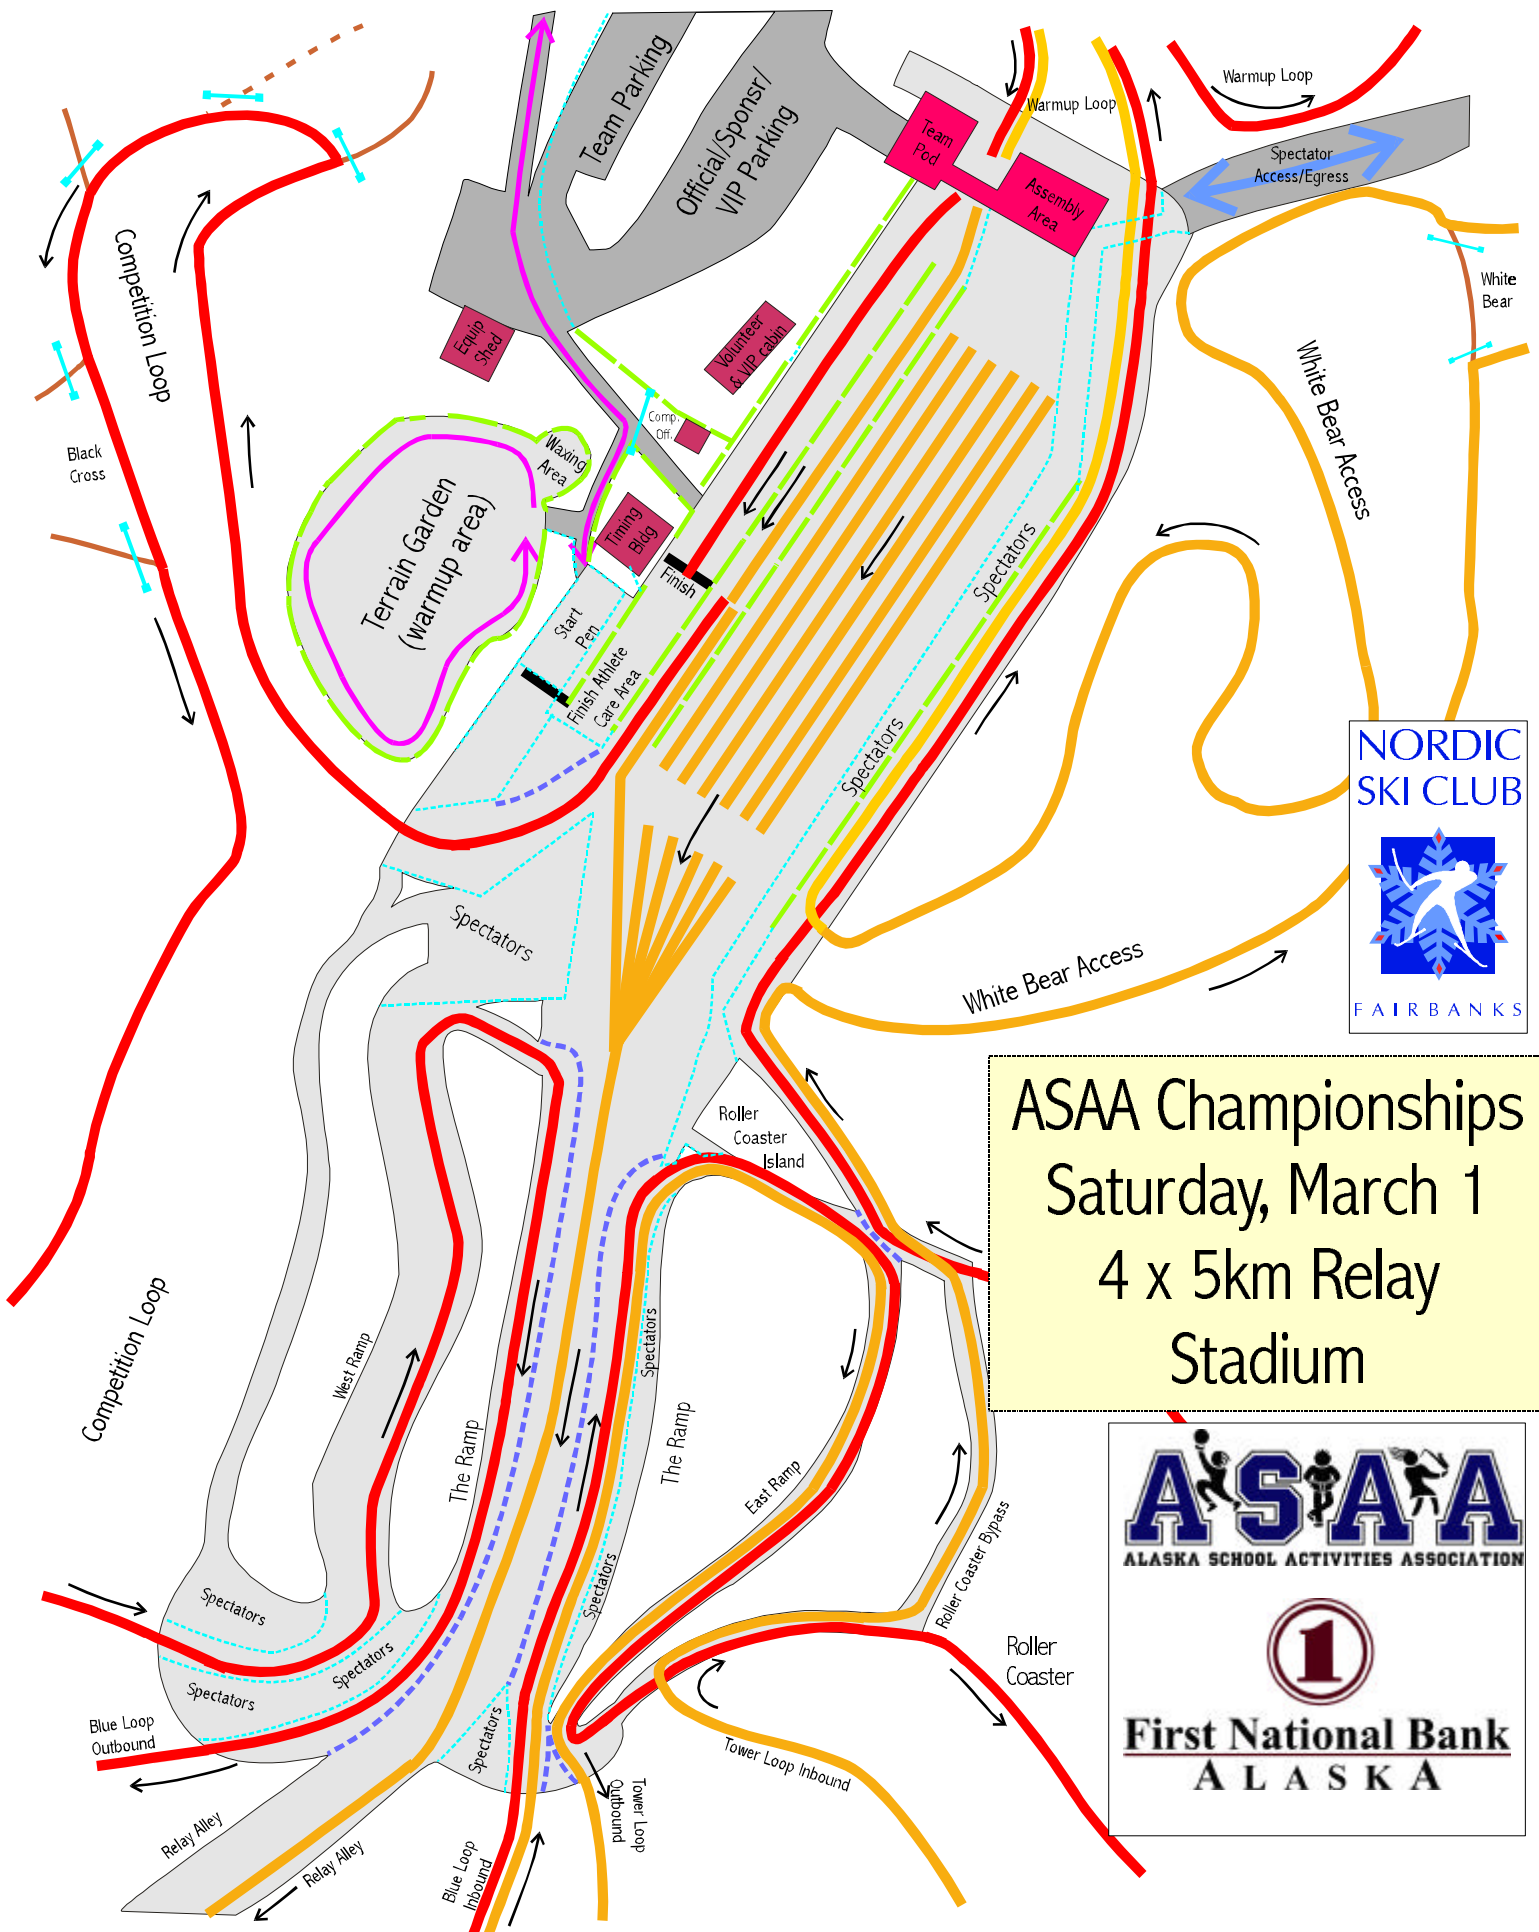 Team Parking
Official/Sponsr/
VIP Parking
Team
Pod
Assembly
Area
Warmup Loop
Warmup Loop
Spectator
Access/Egress
White
Bear
White Bear Access
Competition Loop
Black
Cross
Equip
Shed
Volunteer
& VIP cabin
Comp.
Off.
Waxing
Area
Terrain Garden
(warmup area)
Timing
Bldg
Finish
Start
Pen
Finish Athlete
Care Area
Spectators
Spectators
Spectators
White Bear Access
NORDIC
SKI CLUB
FAIRBANKS
ASAA Championships
Saturday, March 1
4 x 5km Relay
Stadium
Roller
Coaster
Island
Competition Loop
West Ramp
The Ramp
Spectators
The Ramp
East Ramp
Roller Coaster Bypass
Spectators
Spectators
Spectators
Spectators
Spectators
Blue Loop
Outbound
Relay Alley
Relay Alley
Blue Loop
Inbound
Tower Loop
Outbound
Tower Loop Inbound
Roller
Coaster
ASAA
ALASKA SCHOOL ACTIVITIES ASSOCIATION
1
First National Bank
ALASKA